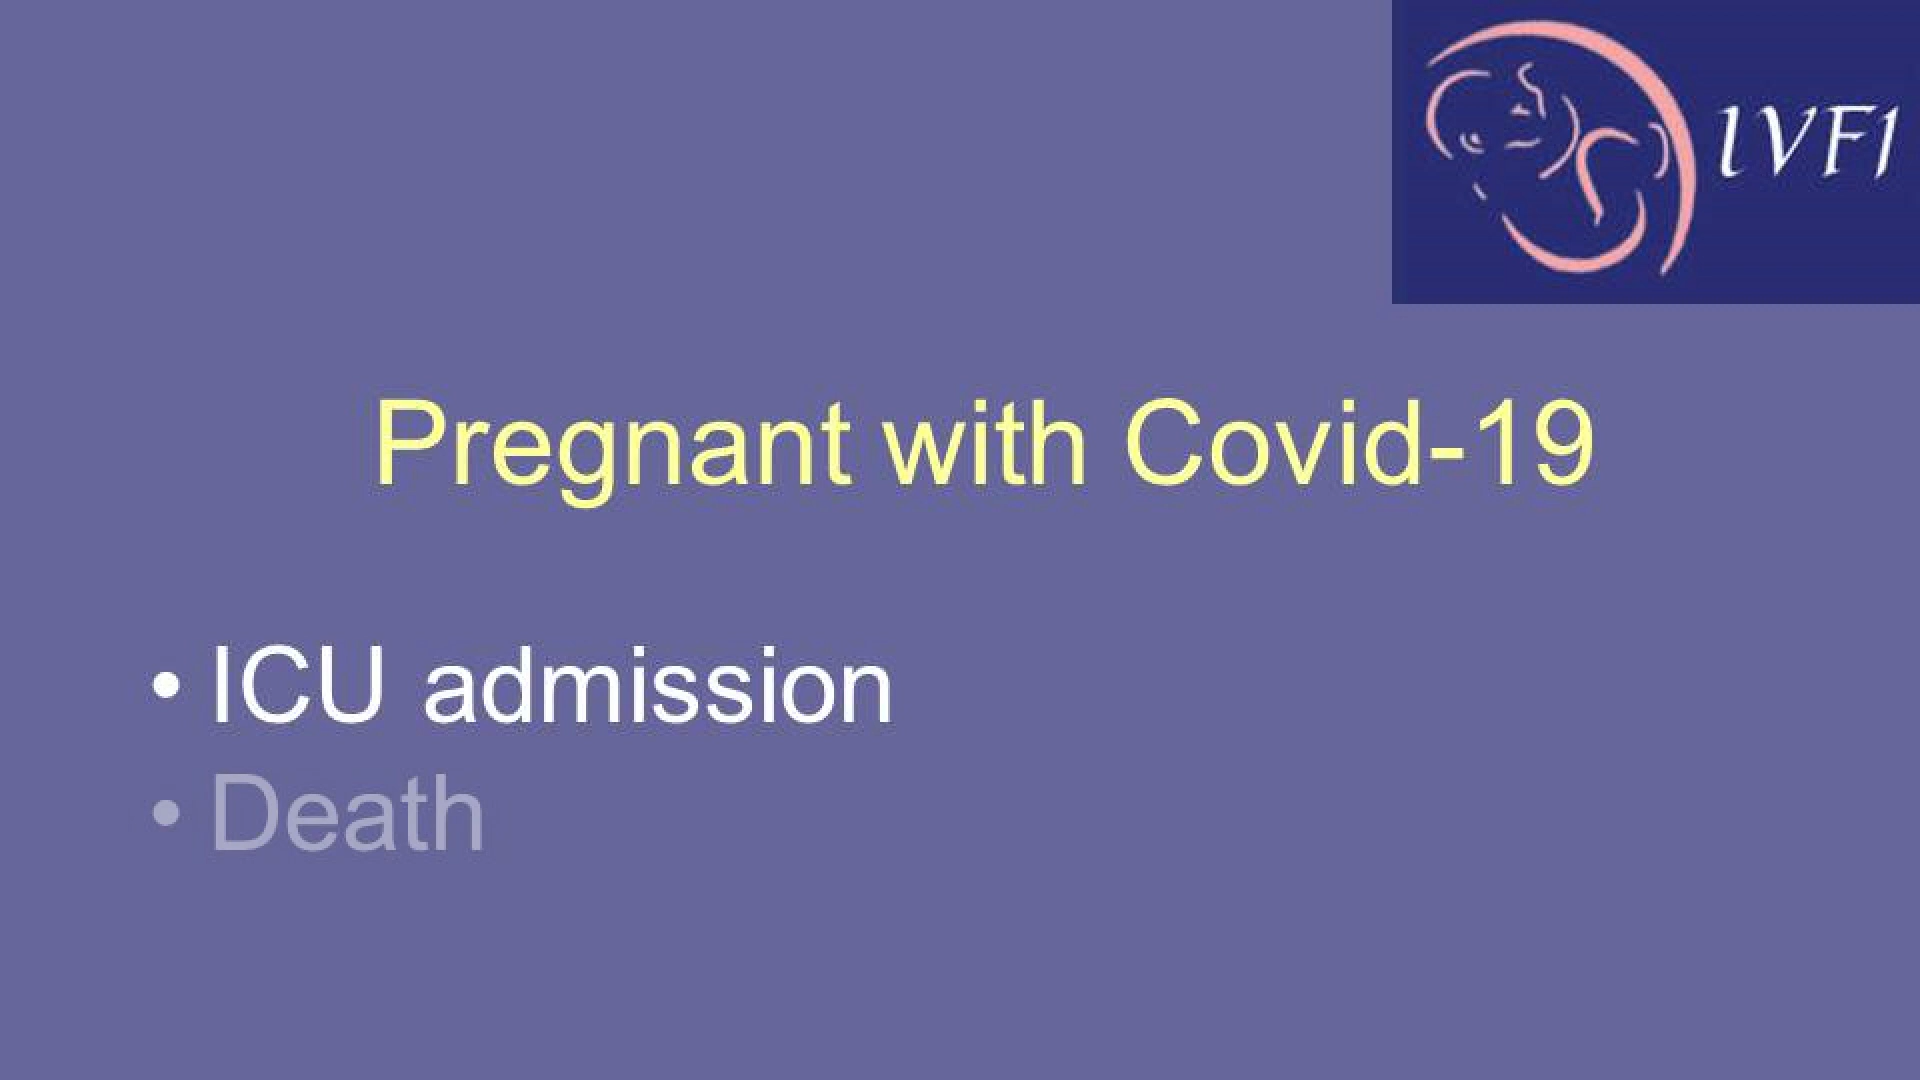 IVFI
Pregnant with Covid-19
• ICU admission
• Death